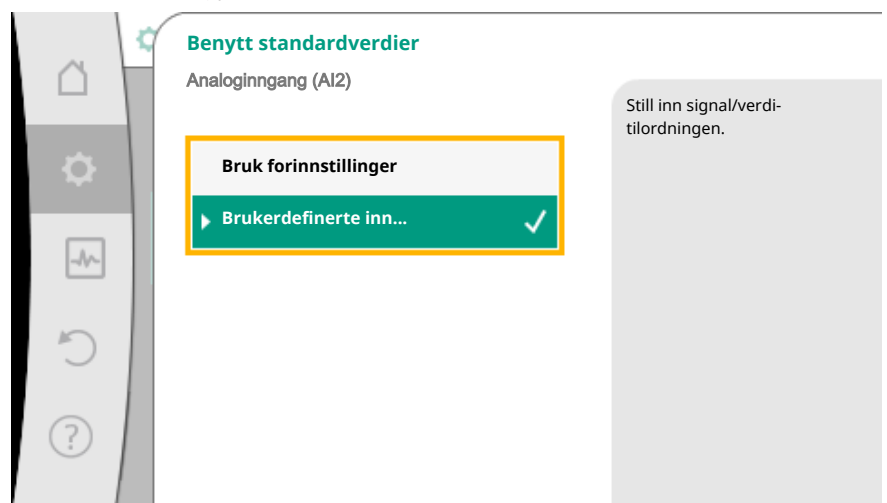 Benytt standardverdier
Analoginngang (AI2)
Still inn signal/verdi-
tilordningen.
Bruk forinnstillinger
Brukerdefinerte inn...
?